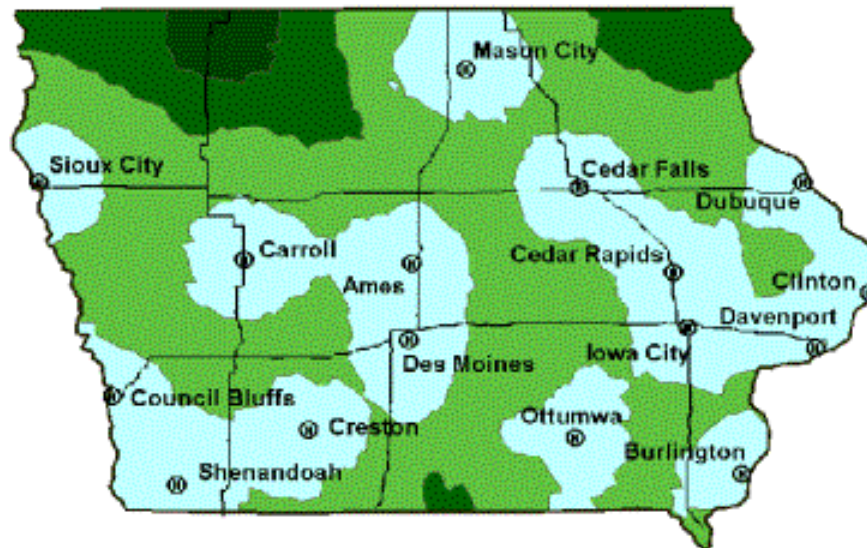 Masun City
Sioux City
Cedar Falls
Dubuque
Carroll
Cedar Rapids
Ames
Clinton
Davenport
Des Moines
Iowa City
Council Bluffs
Creston
Ottumwa
Burlington
Shenandoah